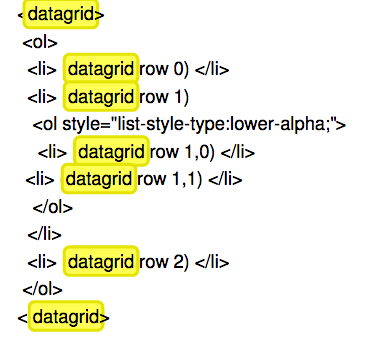 <datagrid>
<ol>
<li> datagrid row 0) </li>
<li> datagrid row 1)
<ol style="list-style-type:lower-alpha;">
<li> datagrid row 1,0) </li>
<li> datagrid row 1,1) </li>
</ol>
</li>
<li> datagrid row 2) </li>
</ol>
< datagrid>